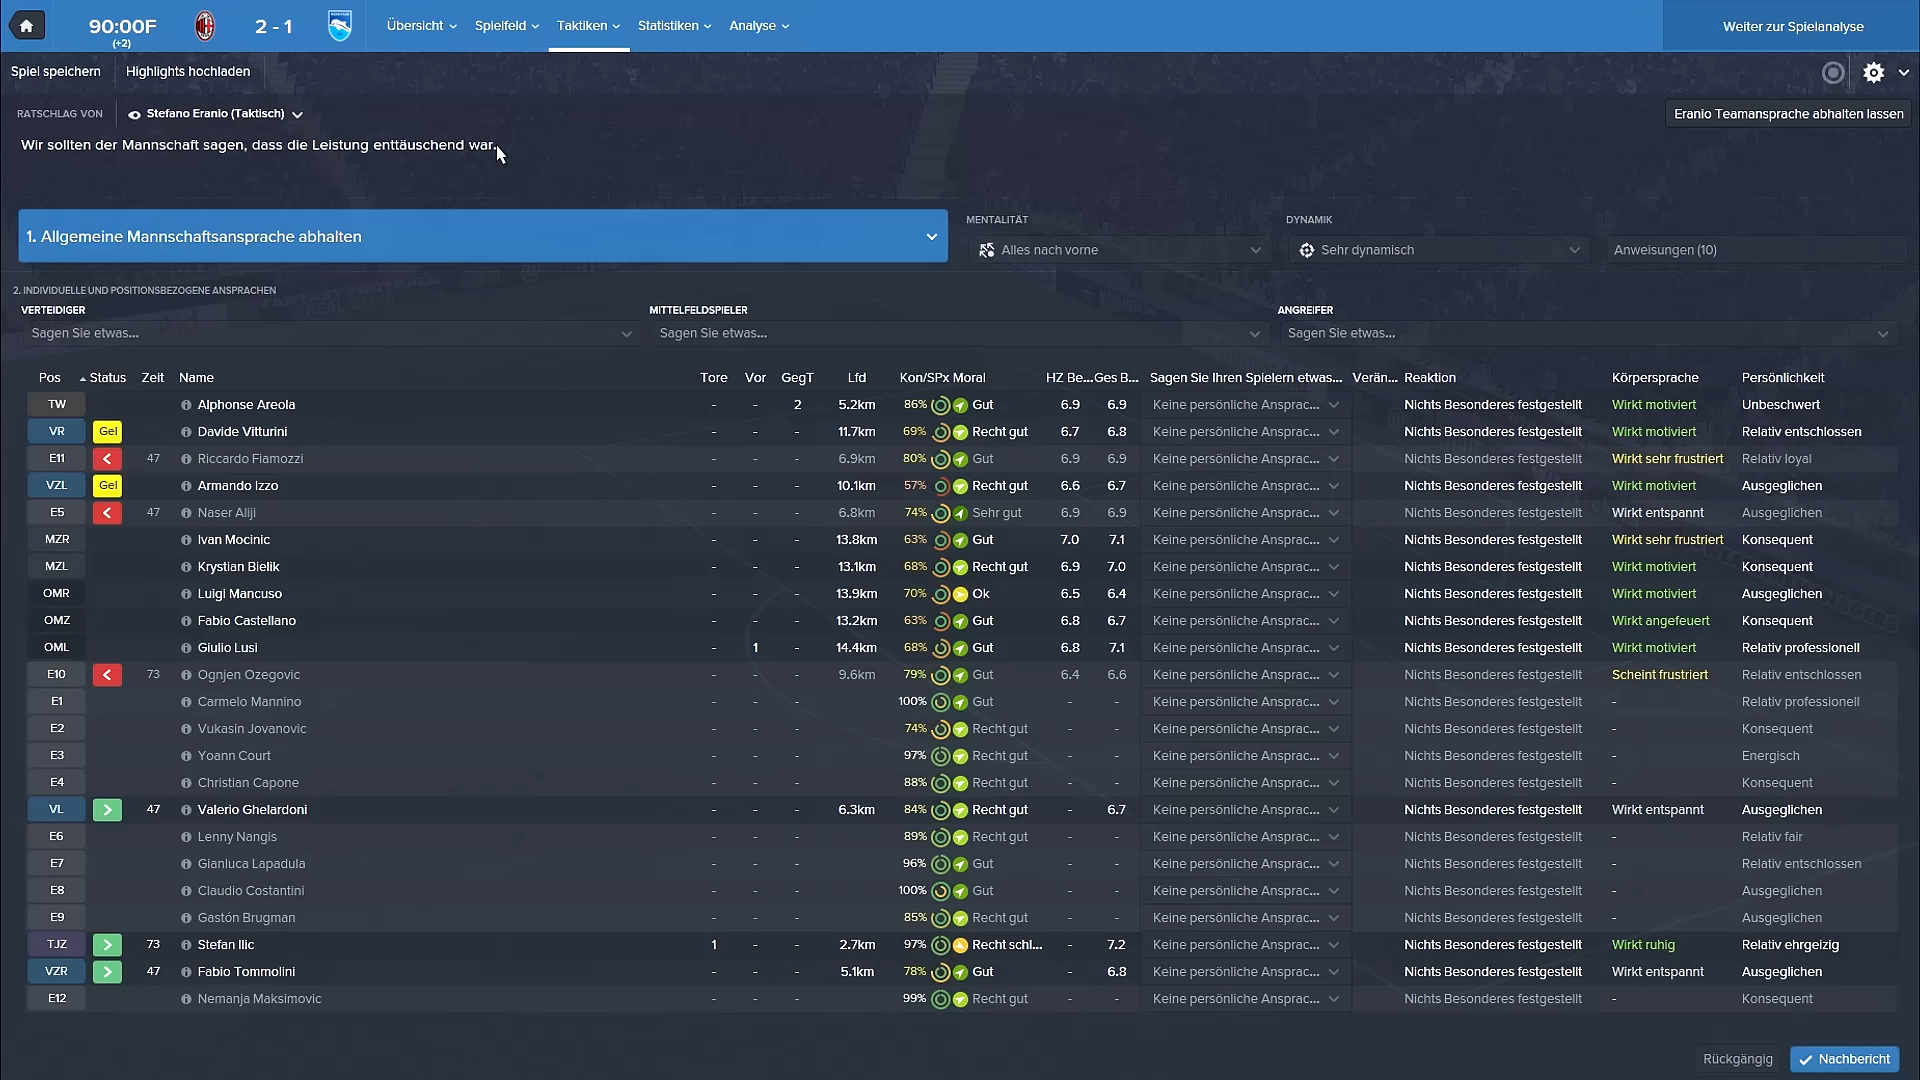 90:00F 2 - 1 Übersicht Spielfeld Taktiken Statistiken Analyse Weiter zur Spielanalyse
(+2)
Spiel speichern Highlights hochladen
RATSCHLAG VON Stefano Eranio (Taktisch) Eranio Teamansprache abhalten lassen
Wir sollten der Mannschaft sagen, dass die Leistung enttäuschend war.
MENTALITÄT DYNAMIK
1. Allgemeine Mannschaftsansprache abhalten Alles nach vorne Sehr dynamisch Anweisungen (10)
2. INDIVIDUELLE UND POSITIONSBEZOGENE ANSPRACHEN
VERTEIDIGER MITTELFELDSPIELER ANGREIFER
Sagen Sie etwas... Sagen Sie etwas... Sagen Sie etwas...
Pos Status Zeit Name Tore Vor GegT Lfd Kon/SPx Moral HZ Be... Ges B... Sagen Sie Ihren Spielern etwas... Verän... Reaktion Körpersprache Persönlichkeit
TW Alphonse Areola - - 2 5.2km 86% Gut 6.9 6.9 Keine persönliche Ansprac... Nichts Besonderes festgestellt Wirkt motiviert Unbeschwert
VR Gel Davide Vitturini - - - 11.7km 69% Recht gut 6.7 6.8 Keine persönliche Ansprac... Nichts Besonderes festgestellt Wirkt motiviert Relativ entschlossen
E11 47 Riccardo Fiamozzi - - - 6.9km 80% Gut 6.9 6.9 Keine persönliche Ansprac... Nichts Besonderes festgestellt Wirkt sehr frustriert Relativ loyal
VZL Gel Armando Izzo - - - 10.1km 57% Recht gut 6.6 6.7 Keine persönliche Ansprac... Nichts Besonderes festgestellt Wirkt motiviert Ausgeglichen
E5 47 Naser Aliji - - - 6.8km 74% Sehr gut 6.9 6.9 Keine persönliche Ansprac... Nichts Besonderes festgestellt Wirkt entspannt Ausgeglichen
MZR Ivan Mocinic - - - 13.8km 63% Gut 7.0 7.1 Keine persönliche Ansprac... Nichts Besonderes festgestellt Wirkt sehr frustriert Konsequent
MZL Krystian Bielik - - - 13.1km 68% Recht gut 6.9 7.0 Keine persönliche Ansprac... Nichts Besonderes festgestellt Wirkt motiviert Konsequent
OMR Luigi Mancuso - - - 13.9km 70% Ok 6.5 6.4 Keine persönliche Ansprac... Nichts Besonderes festgestellt Wirkt motiviert Ausgeglichen
OMZ Fabio Castellano - - - 13.2km 63% Gut 6.8 6.7 Keine persönliche Ansprac... Nichts Besonderes festgestellt Wirkt angefeuert Konsequent
OML Giulio Lusi - 1 - 14.4km 68% Gut 6.8 7.1 Keine persönliche Ansprac... Nichts Besonderes festgestellt Wirkt motiviert Relativ professionell
E10 73 Ognjen Ozegovic - - - 9.6km 79% Gut 6.4 6.6 Keine persönliche Ansprac... Nichts Besonderes festgestellt Scheint frustriert Relativ entschlossen
E1 Carmelo Mannino - - - 100% Gut - - Keine persönliche Ansprac... Nichts Besonderes festgestellt - Relativ professionell
E2 Vukasin Jovanovic - - - 74% Recht gut - - Keine persönliche Ansprac... Nichts Besonderes festgestellt - Konsequent
E3 Yoann Court - - - 97% Recht gut - - Keine persönliche Ansprac... Nichts Besonderes festgestellt - Energisch
E4 Christian Capone - - - 88% Recht gut - - Keine persönliche Ansprac... Nichts Besonderes festgestellt - Konsequent
VL 47 Valerio Ghelardoni - - - 6.3km 84% Recht gut - 6.7 Keine persönliche Ansprac... Nichts Besonderes festgestellt Wirkt entspannt Ausgeglichen
E6 Lenny Nangis - - - 89% Recht gut - - Keine persönliche Ansprac... Nichts Besonderes festgestellt - Relativ fair
E7 Gianluca Lapadula - - - 96% Gut - - Keine persönliche Ansprac... Nichts Besonderes festgestellt - Relativ entschlossen
E8 Claudio Costantini - - - 100% Gut - - Keine persönliche Ansprac... Nichts Besonderes festgestellt - Ausgeglichen
E9 Gastón Brugman - - - 85% Recht gut - - Keine persönliche Ansprac... Nichts Besonderes festgestellt - Ausgeglichen
TJZ 73 Stefan Ilic 1 - - 2.7km 97% Recht schl... - 7.2 Keine persönliche Ansprac... Nichts Besonderes festgestellt Wirkt ruhig Relativ ehrgeizig
VZR 47 Fabio Tommolini - - - 5.1km 78% Gut - 6.8 Keine persönliche Ansprac... Nichts Besonderes festgestellt Wirkt entspannt Ausgeglichen
E12 Nemanja Maksimovic - - - 99% Recht gut - - Keine persönliche Ansprac... Nichts Besonderes festgestellt - Konsequent
Rückgängig Nachbericht